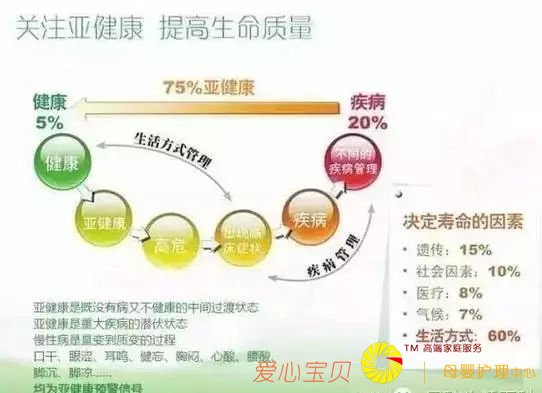 关注亚健康 提高生命质量
75%亚健康
健康
5%
疾病
20%
生活方式管理
健康
亚健康
高危
出现临
床症状
疾病
不同的
疾病管理
疾病管理
决定寿命的因素
• 遗传：15%
• 社会因素：10%
• 医疗：8%
• 气候：7%
• 生活方式：60%
亚健康是既没有病又不健康的中间过渡状态
亚健康是重大疾病的潜伏状态
慢性病是量变到质变的过程
口干、眼涩、耳鸣、健忘、胸闷、心酸、腰酸、
脚沉、脚凉……
均为亚健康预警信号
爱心宝贝
TM 高端家庭服务
母婴护理中心